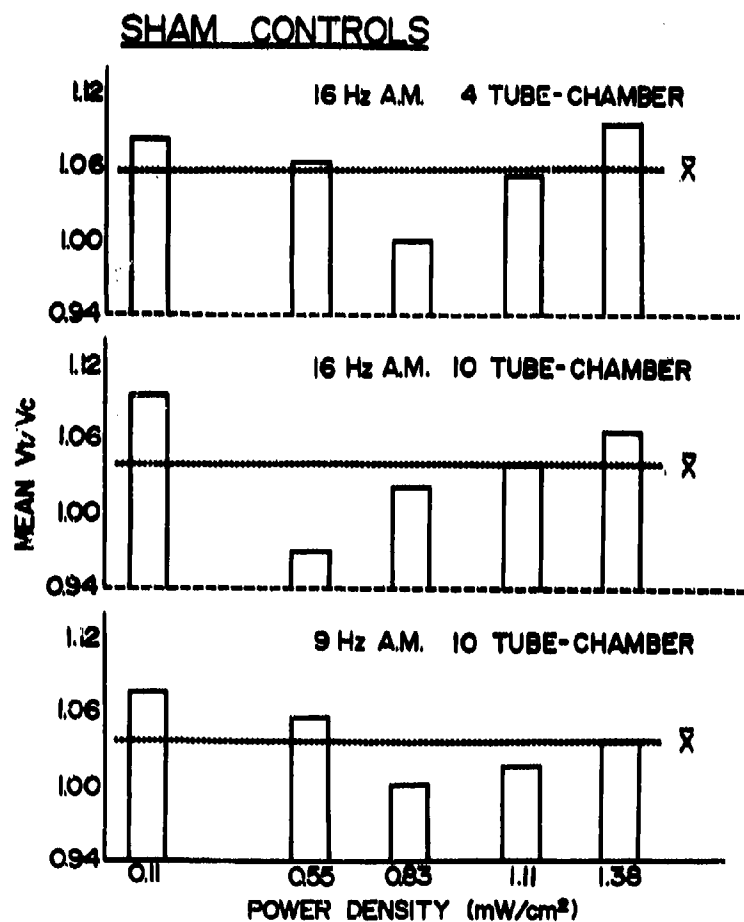 SHAM CONTROLS
16 Hz A.M. 4 TUBE-CHAMBER
1.12
1.06
1.00
0.94
X̄
16 Hz A.M. 10 TUBE-CHAMBER
1.12
1.06
1.00
0.94
X̄
MEAN Vt/Vc
9 Hz A.M. 10 TUBE-CHAMBER
1.12
1.06
1.00
0.94
X̄
0.11 0.55 0.83 1.11 1.38
POWER DENSITY (mW/cm²)